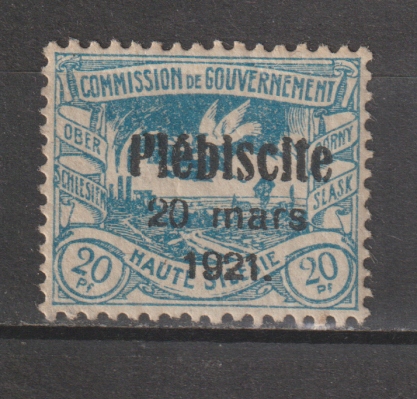 COMMISSION DE GOUVERNEMENT
OBER SCHLESIEN
GÓRNY ŚLĄSK
Plébiscite
20 mars
1921.
HAUTE SILÉSIE
20 Pf
20 Pf